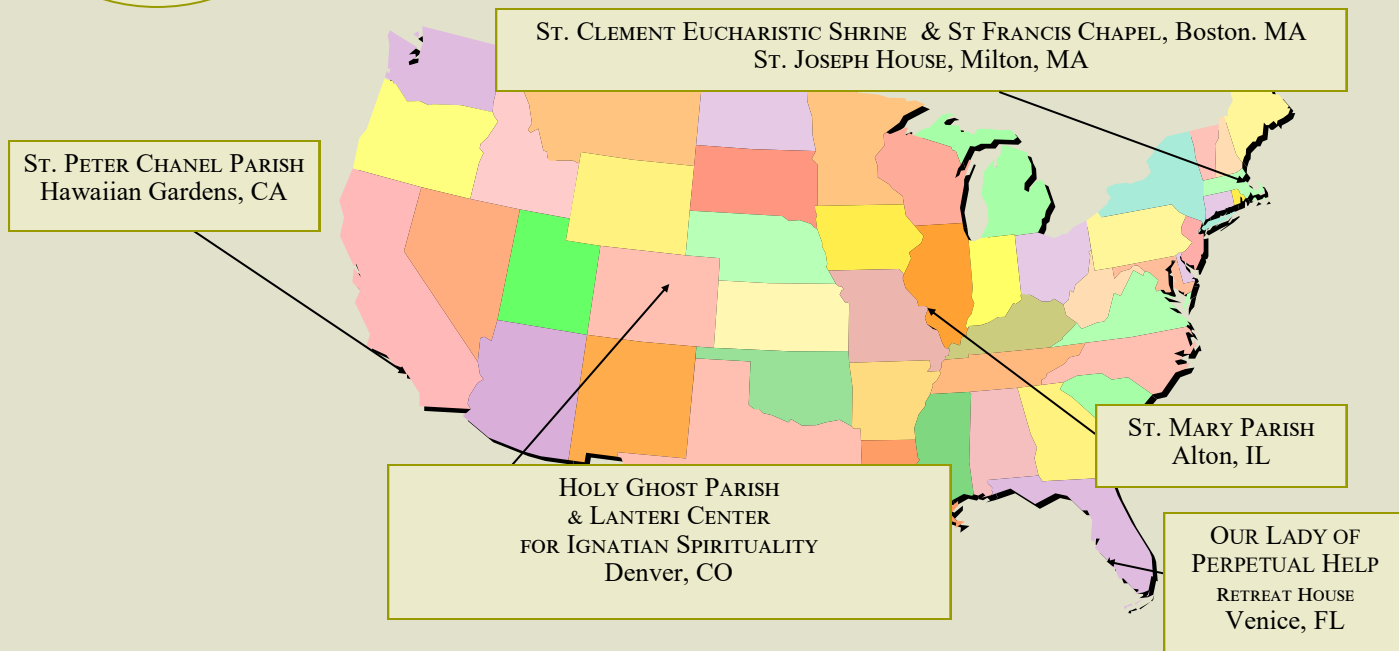 St. Clement Eucharistic Shrine & St Francis Chapel, Boston. MA
St. Joseph House, Milton, MA
St. Peter Chanel Parish
Hawaiian Gardens, CA
St. Mary Parish
Alton, IL
Holy Ghost Parish
& Lanteri Center
for Ignatian Spirituality
Denver, CO
Our Lady of
Perpetual Help
Retreat House
Venice, FL